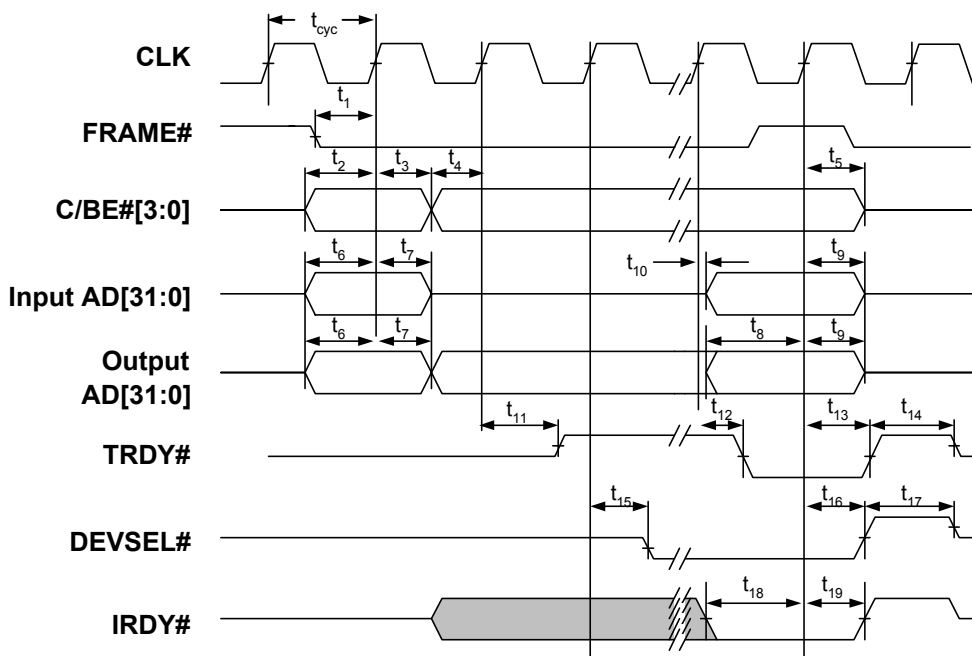 t_cyc
CLK
t_1
FRAME#
t_2 t_3 t_4 t_5
C/BE#[3:0]
t_6 t_7 t_10 t_9
Input AD[31:0]
t_6 t_7 t_8 t_9
Output
AD[31:0]
t_11 t_12 t_13 t_14
TRDY#
t_15 t_16 t_17
DEVSEL#
t_18 t_19
IRDY#